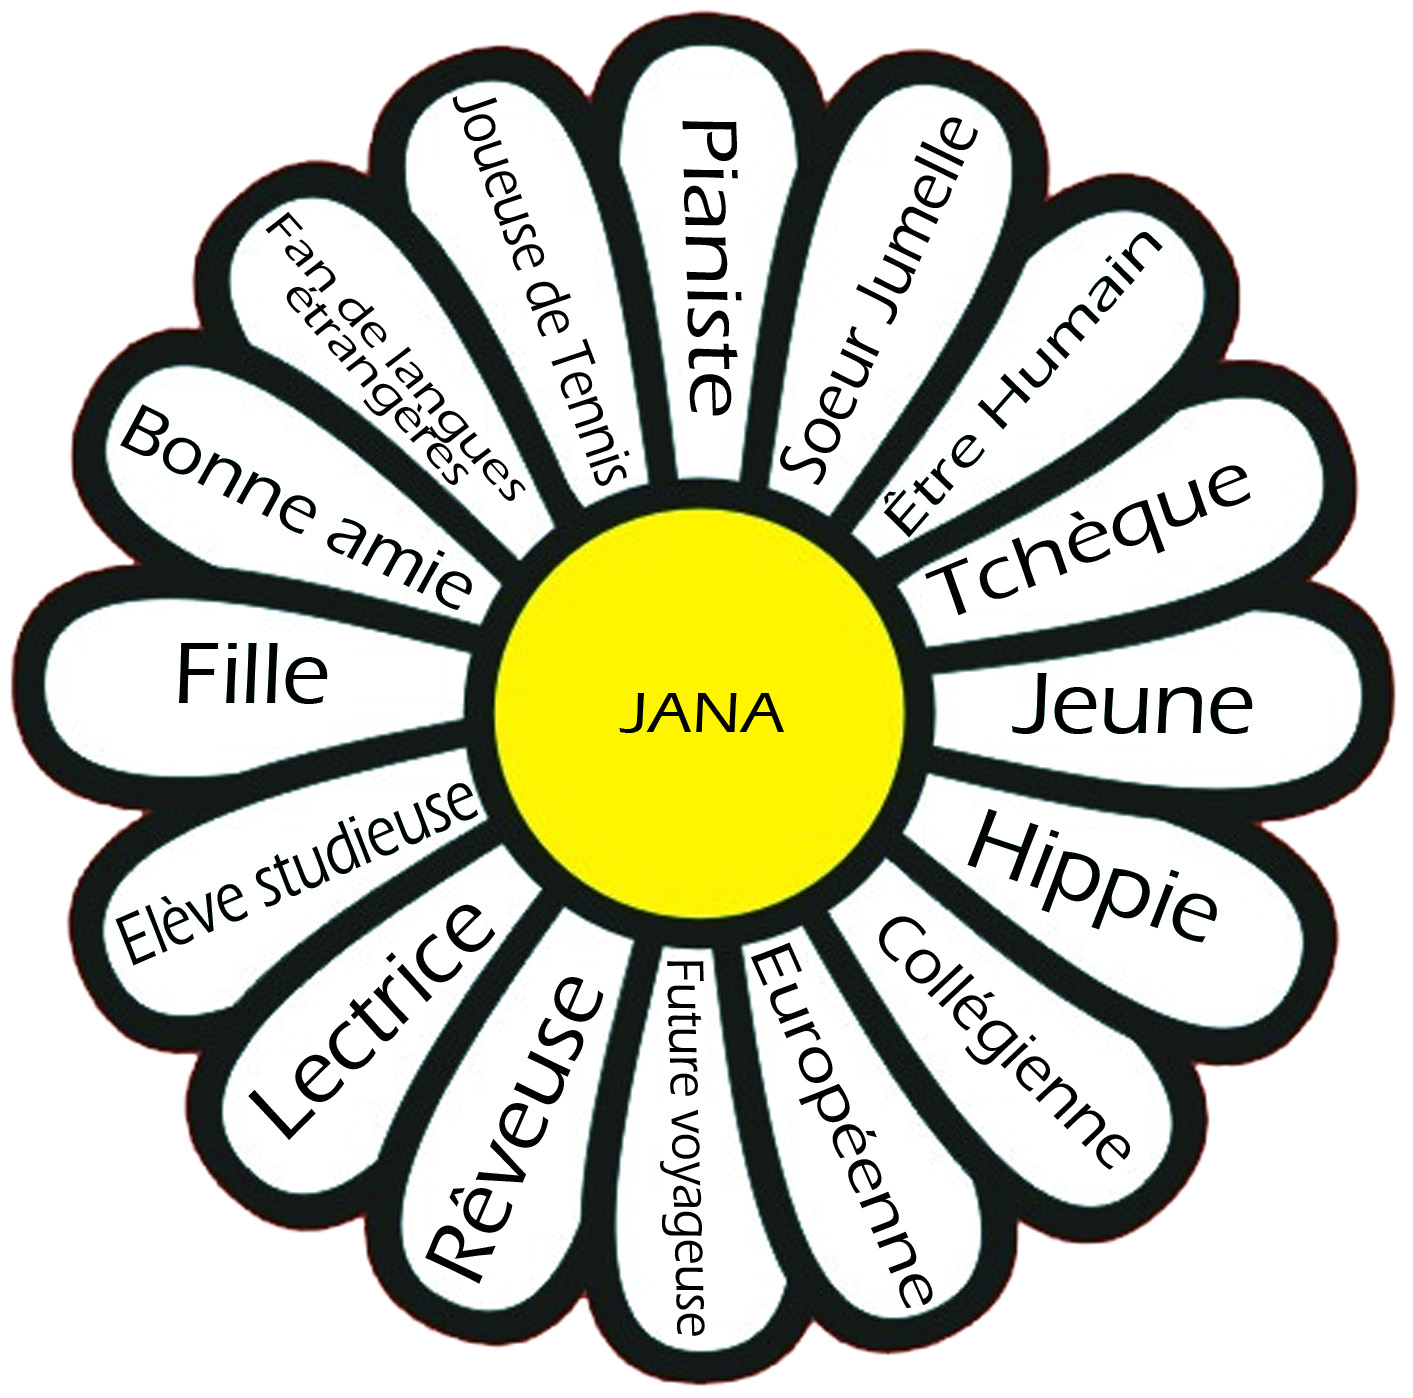 Pianiste
Soeur Jumelle
Être Humain
Tchèque
Jeune
Hippie
Collégienne
Européenne
Future voyageuse
Rêveuse
Lectrice
Elève studieuse
Fille
Bonne amie
Fan de langues
étrangères
Joueuse de Tennis
JANA